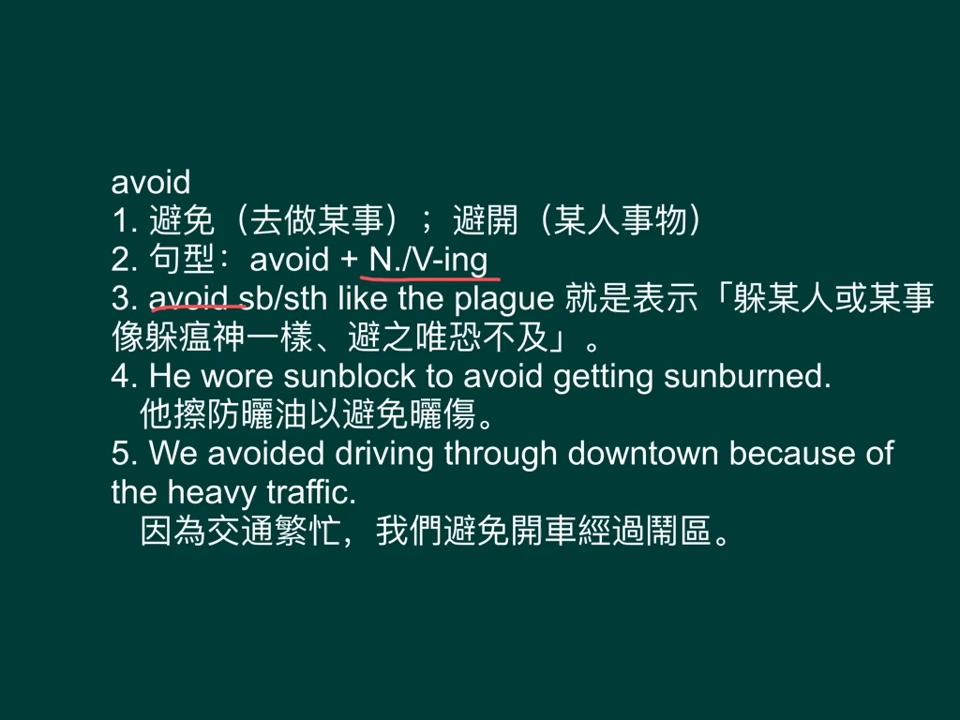 avoid
1. 避免（去做某事）；避開（某人事物）
2. 句型：avoid + N./V-ing
3. avoid sb/sth like the plague 就是表示「躲某人或某事
像躲瘟神一樣、避之唯恐不及」。
4. He wore sunblock to avoid getting sunburned.
他擦防曬油以避免曬傷。
5. We avoided driving through downtown because of
the heavy traffic.
因為交通繁忙，我們避免開車經過鬧區。